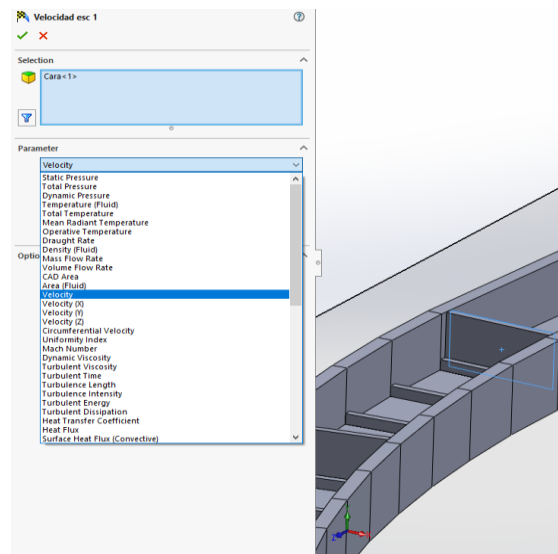 Velocidad esc 1
Selection
Cara<1>
Parameter
Velocity
Static Pressure
Total Pressure
Dynamic Pressure
Temperature (Fluid)
Total Temperature
Mean Radiant Temperature
Operative Temperature
Draught Rate
Density (Fluid)
Mass Flow Rate
Volume Flow Rate
CAD Area
Area (Fluid)
Velocity
Velocity (X)
Velocity (Y)
Velocity (Z)
Circumferential Velocity
Uniformity Index
Mach Number
Dynamic Viscosity
Turbulent Viscosity
Turbulent Time
Turbulence Length
Turbulence Intensity
Turbulent Energy
Turbulent Dissipation
Heat Transfer Coefficient
Heat Flux
Surface Heat Flux (Convective)
Optio
Z